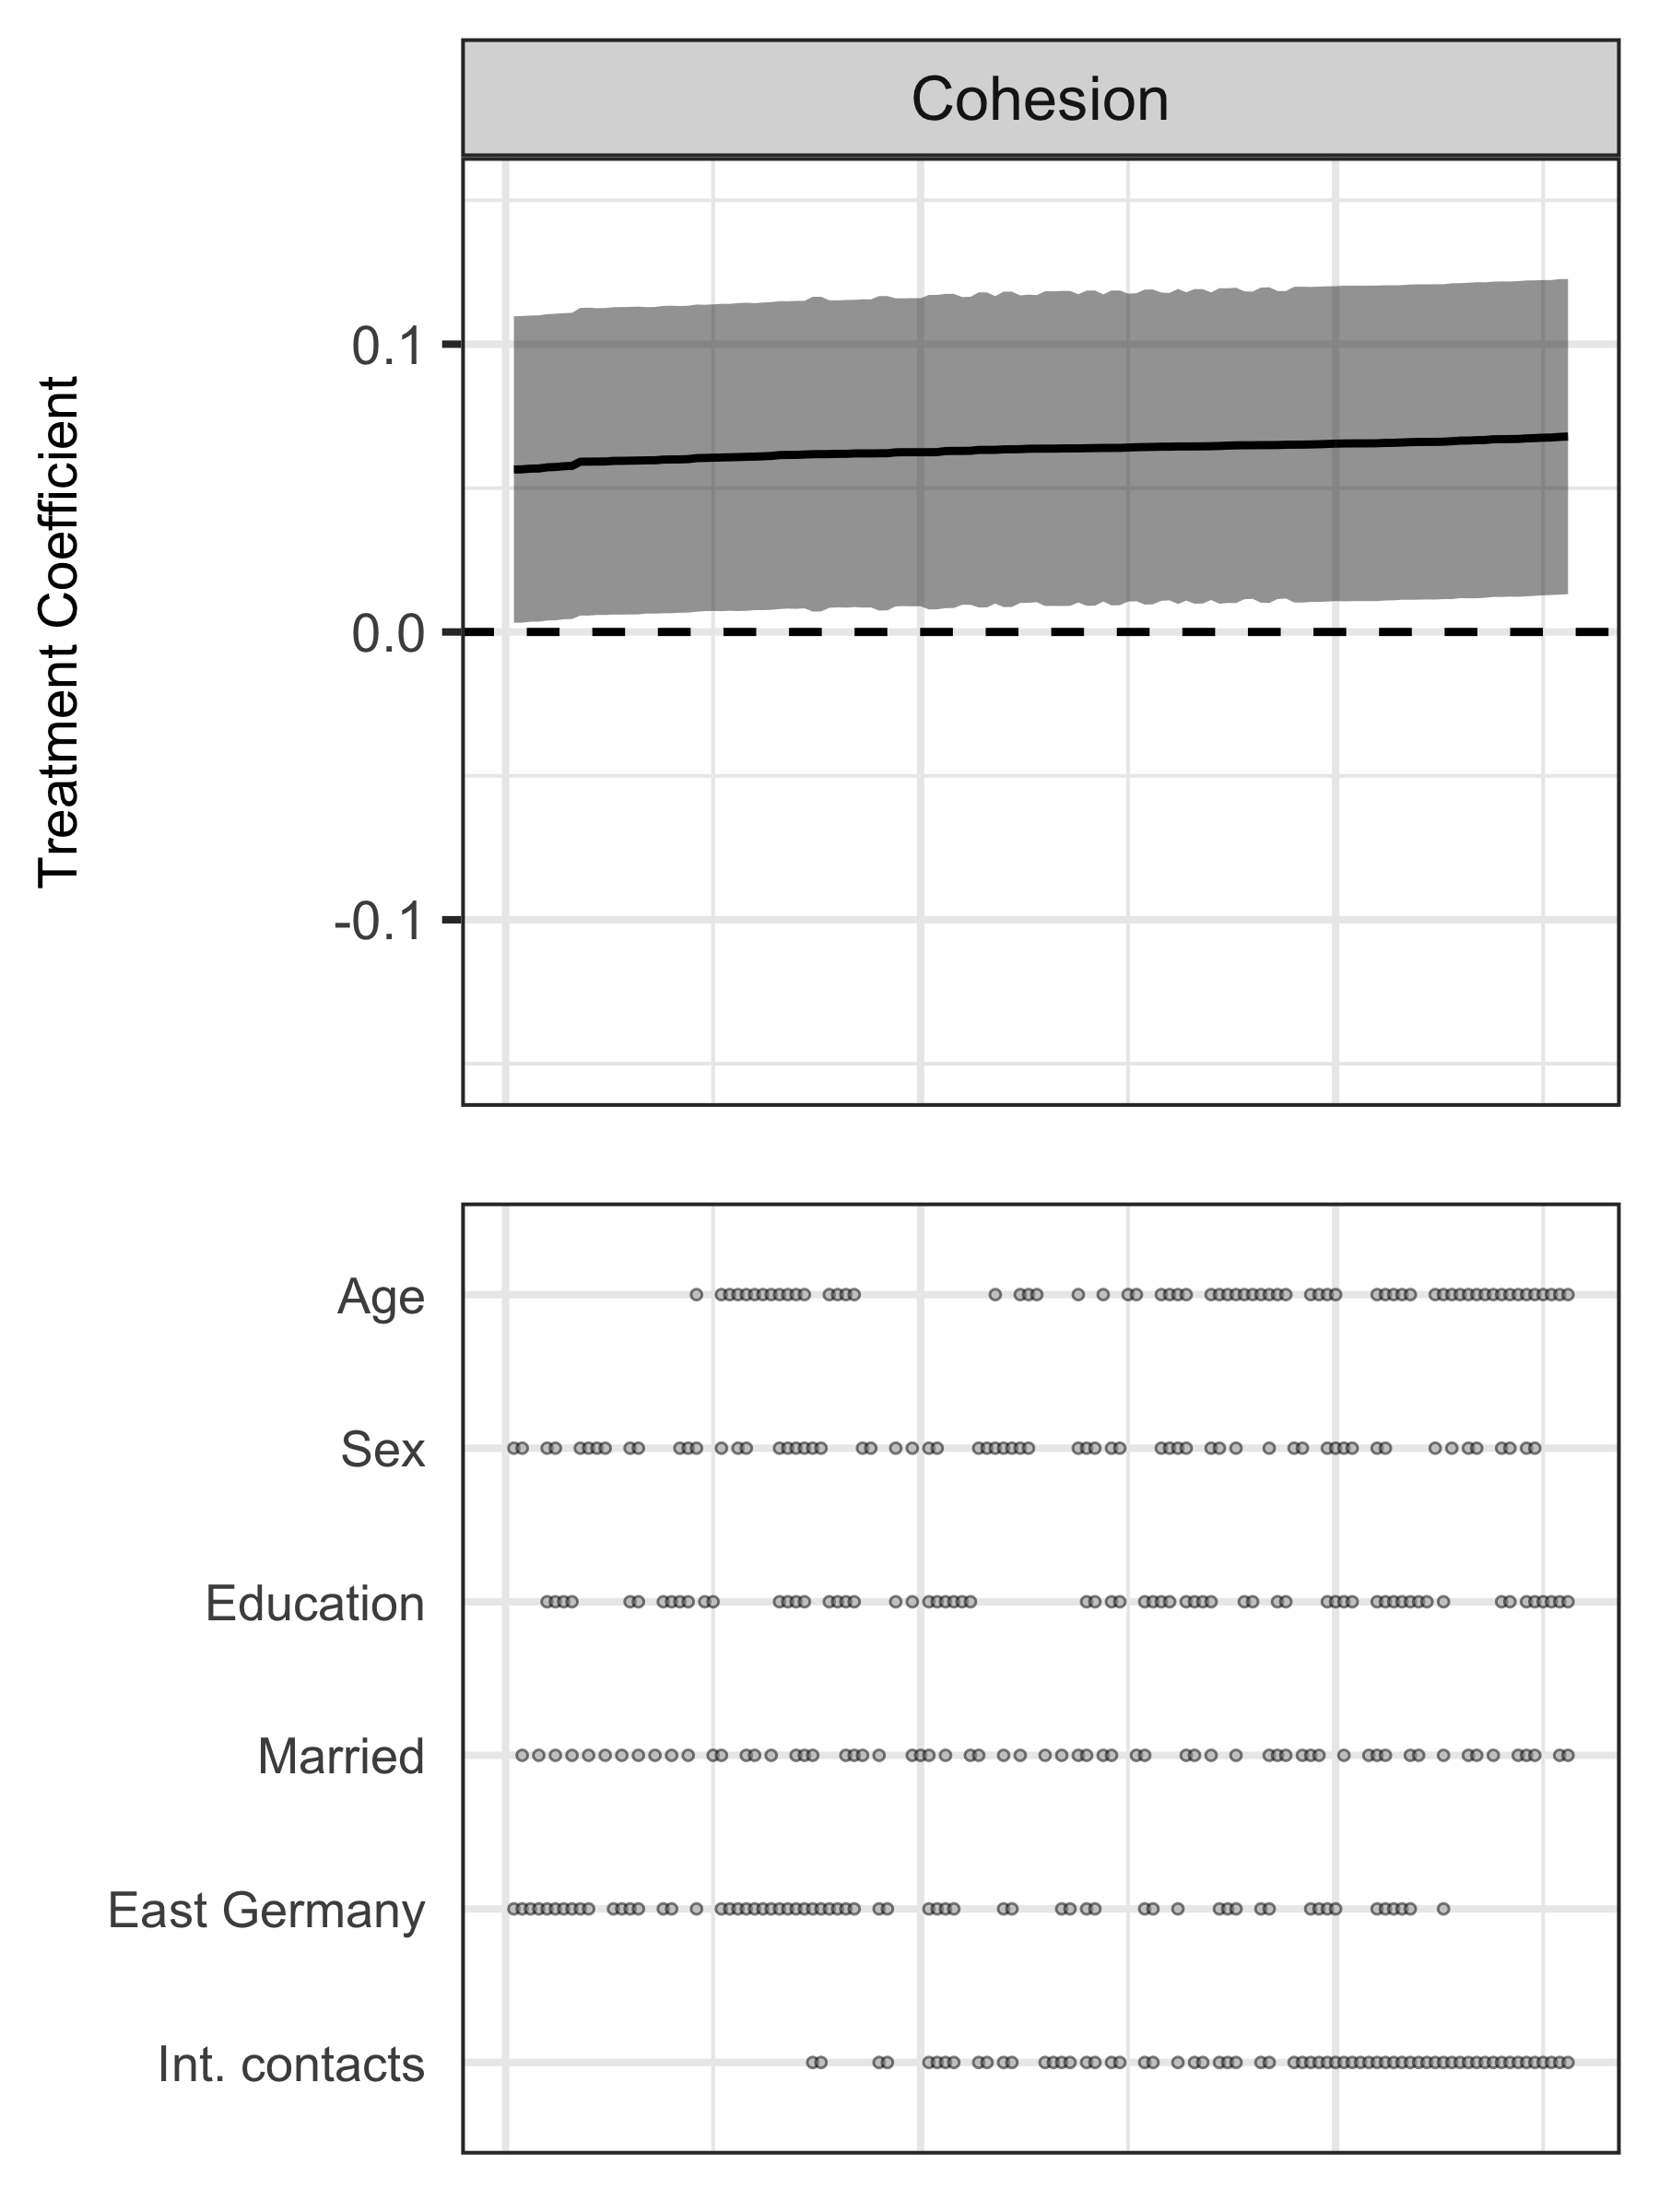 Cohesion
Treatment Coefficient
0.1
0.0
-0.1
Age
Sex
Education
Married
East Germany
Int. contacts